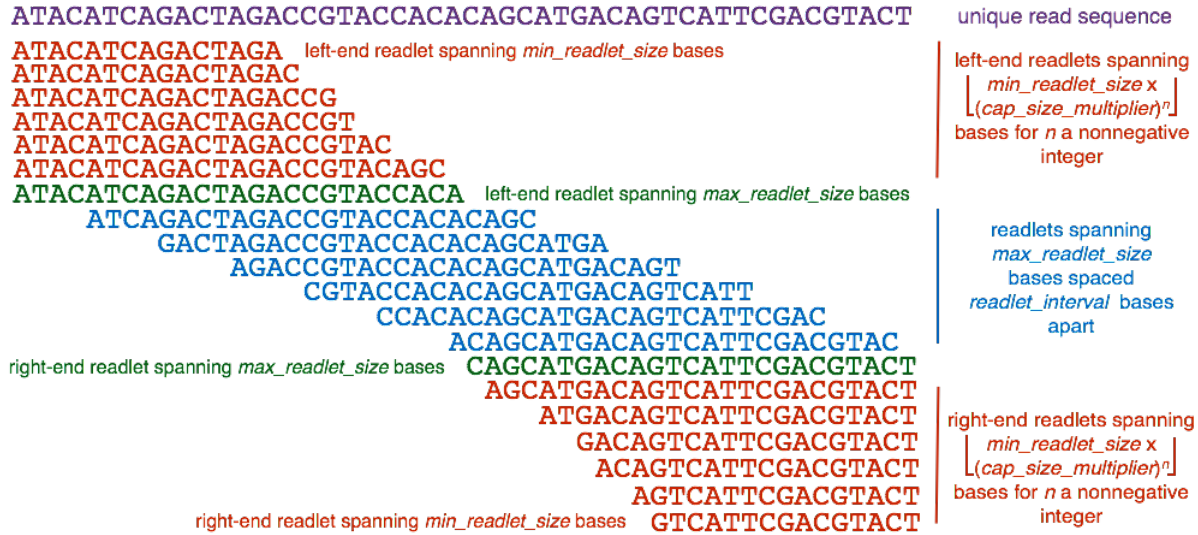 ATACATCAGACTAGACCGTACCACACAGCATGACAGTCATTCGACGTACT unique read sequence
ATACATCAGACTAGA left-end readlet spanning min_readlet_size bases
ATACATCAGACTAGAC
ATACATCAGACTAGACCG
ATACATCAGACTAGACCGT
ATACATCAGACTAGACCGTAC
ATACATCAGACTAGACCGTACAGC
left-end readlets spanning
⌊min_readlet_size x
(cap_size_multiplier)ⁿ⌋
bases for n a nonnegative
integer
ATACATCAGACTAGACCGTACCACA left-end readlet spanning max_readlet_size bases
ATCAGACTAGACCGTACCACACAGC
GACTAGACCGTACCACACAGCATGA
AGACCGTACCACACAGCATGACAGT
CGTACCACACAGCATGACAGTCATT
CCACACAGCATGACAGTCATTCGAC
ACAGCATGACAGTCATTCGACGTAC
readlets spanning
max_readlet_size
bases spaced
readlet_interval bases
apart
right-end readlet spanning max_readlet_size bases CAGCATGACAGTCATTCGACGTACT
AGCATGACAGTCATTCGACGTACT
ATGACAGTCATTCGACGTACT
GACAGTCATTCGACGTACT
ACAGTCATTCGACGTACT
AGTCATTCGACGTACT
right-end readlet spanning min_readlet_size bases GTCATTCGACGTACT
right-end readlets spanning
⌊min_readlet_size x
(cap_size_multiplier)ⁿ⌋
bases for n a nonnegative
integer